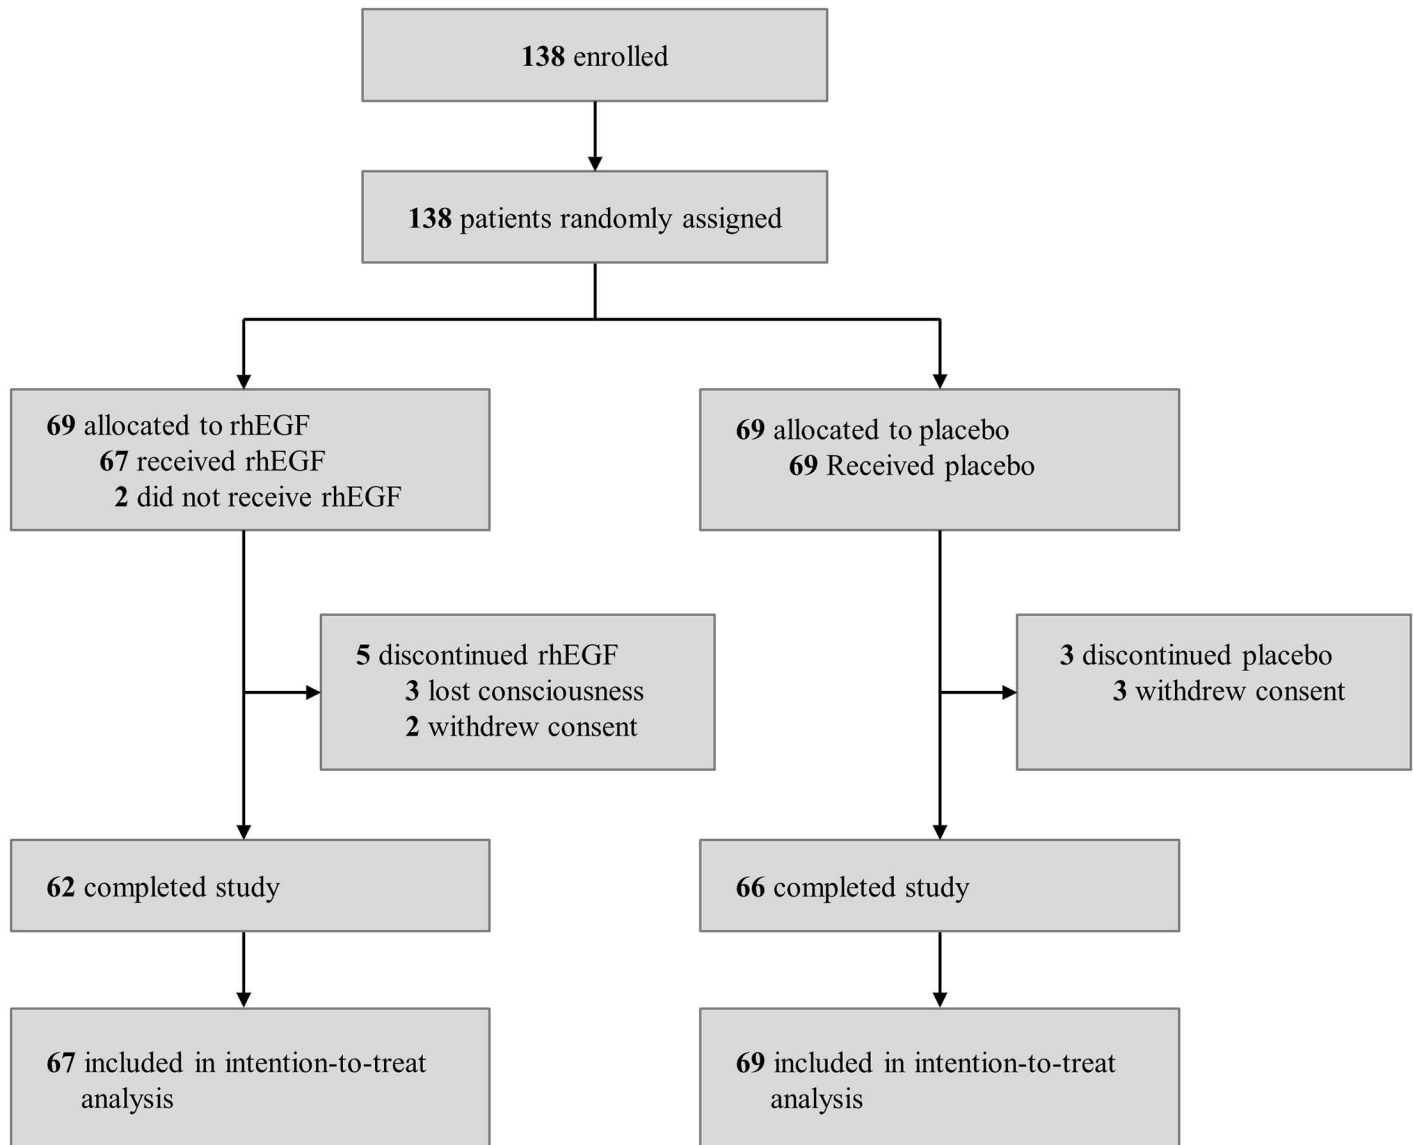 138 enrolled
138 patients randomly assigned
69 allocated to rhEGF
67 received rhEGF
2 did not receive rhEGF
69 allocated to placebo
69 Received placebo
5 discontinued rhEGF
3 lost consciousness
2 withdrew consent
3 discontinued placebo
3 withdrew consent
62 completed study
66 completed study
67 included in intention-to-treat
analysis
69 included in intention-to-treat
analysis